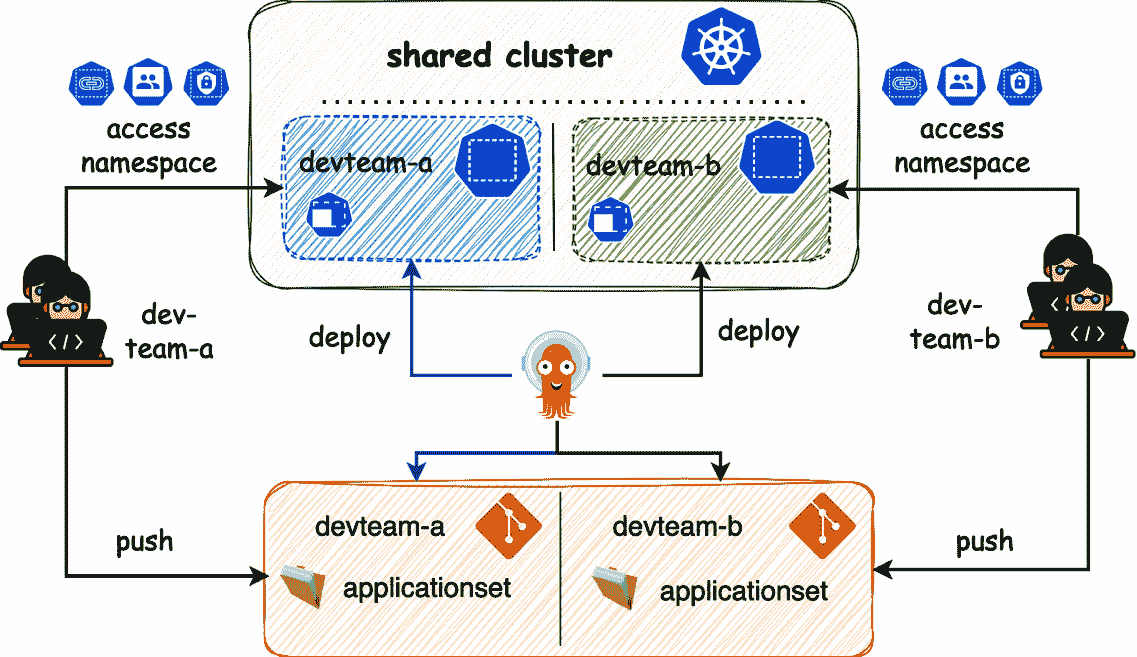 shared cluster
access
namespace
access
namespace
devteam-a
devteam-b
dev-
team-a
dev-
team-b
deploy
deploy
</>
</>
push
push
devteam-a
devteam-b
applicationset
applicationset